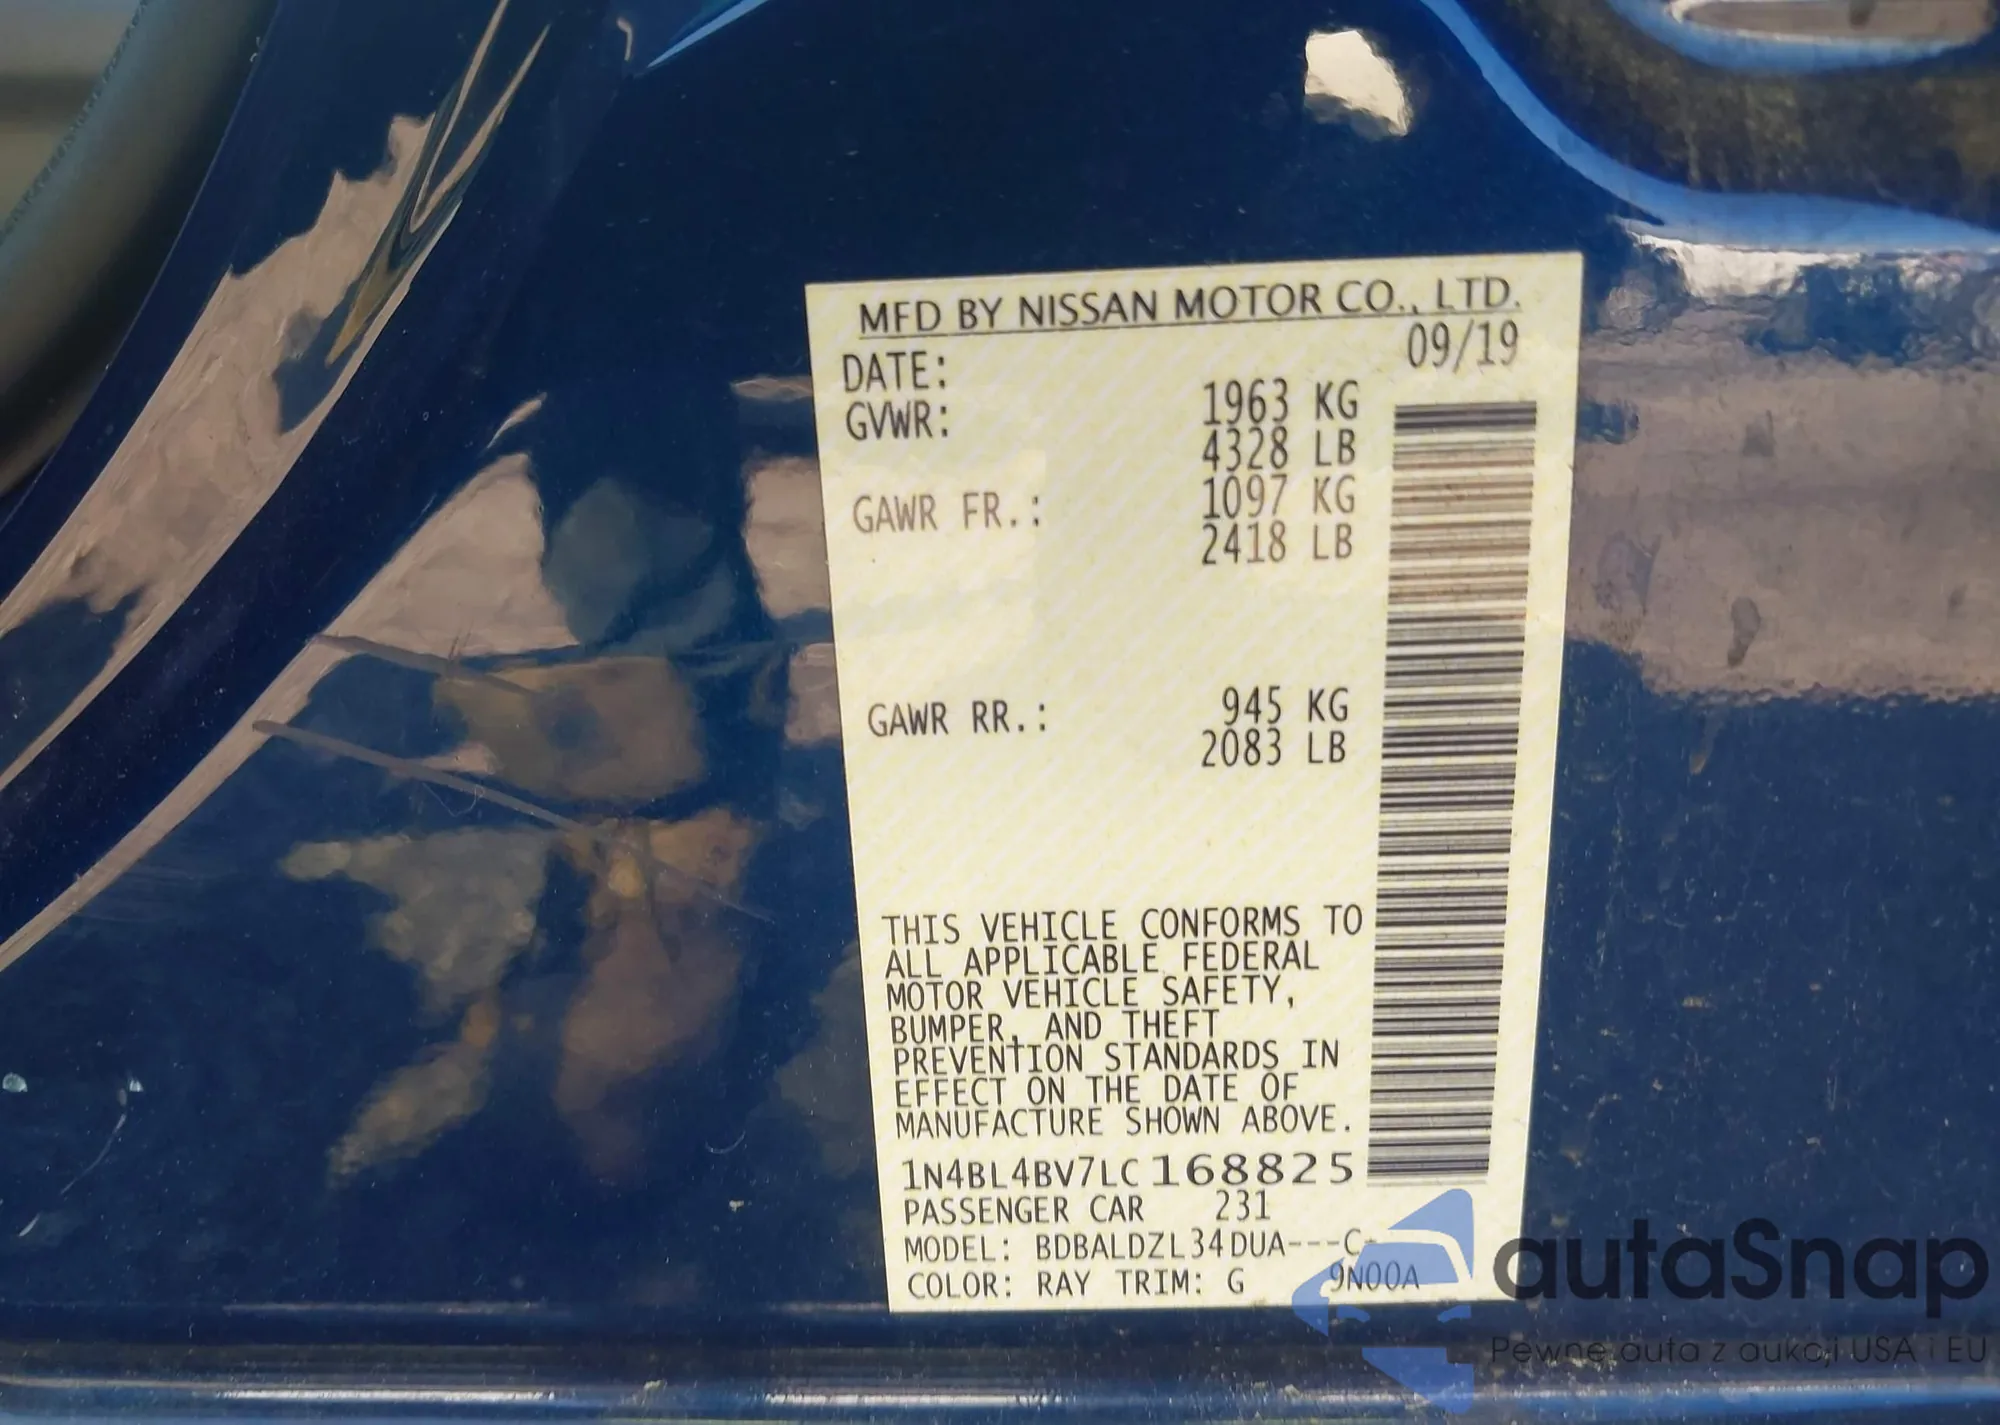 MFD BY NISSAN MOTOR CO., LTD.
DATE: 09/19
GVWR: 1963 KG
4328 LB
GAWR FR.: 1097 KG
2418 LB
GAWR RR.: 945 KG
2083 LB
THIS VEHICLE CONFORMS TO
ALL APPLICABLE FEDERAL
MOTOR VEHICLE SAFETY,
BUMPER, AND THEFT
PREVENTION STANDARDS IN
EFFECT ON THE DATE OF
MANUFACTURE SHOWN ABOVE.
1N4BL4BV7LC168825
PASSENGER CAR 231
MODEL: BDBALDZL34DUA---C-
COLOR: RAY TRIM: G 9N00A
autaSnap
Pewne auta z aukcji USA i EU